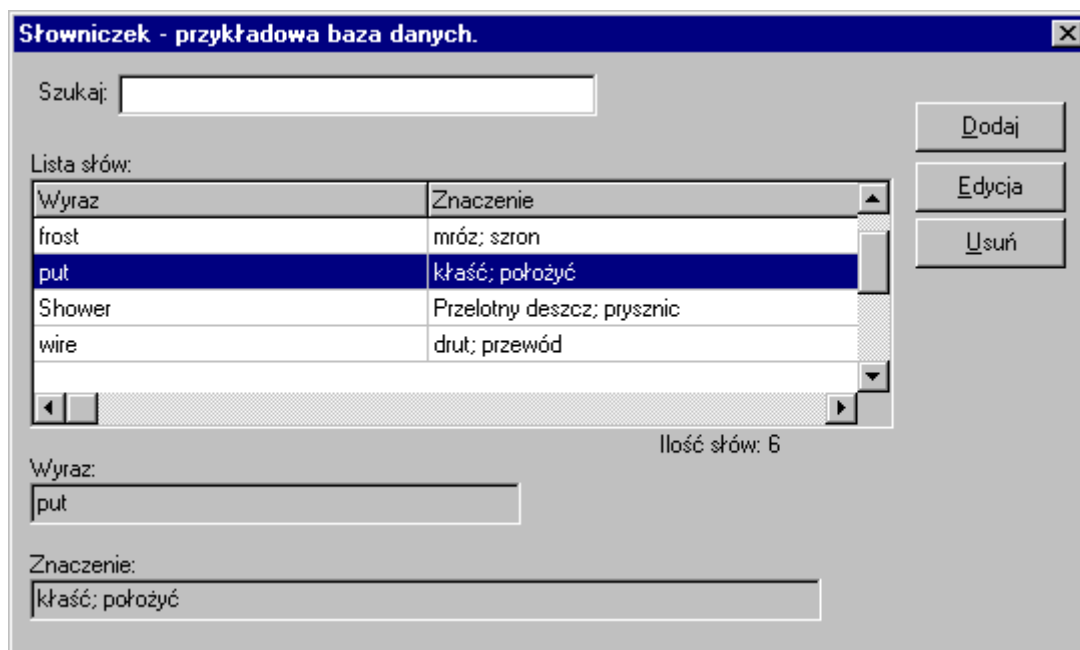 Słowniczek - przykładowa baza danych.
Szukaj:
Dodaj
Lista słów:
Edycja
Wyraz Znaczenie
frost mróz; szron
Usuń
put kłaść; położyć
Shower Przelotny deszcz; prysznic
wire drut; przewód
Ilość słów: 6
Wyraz:
put
Znaczenie:
kłaść; położyć